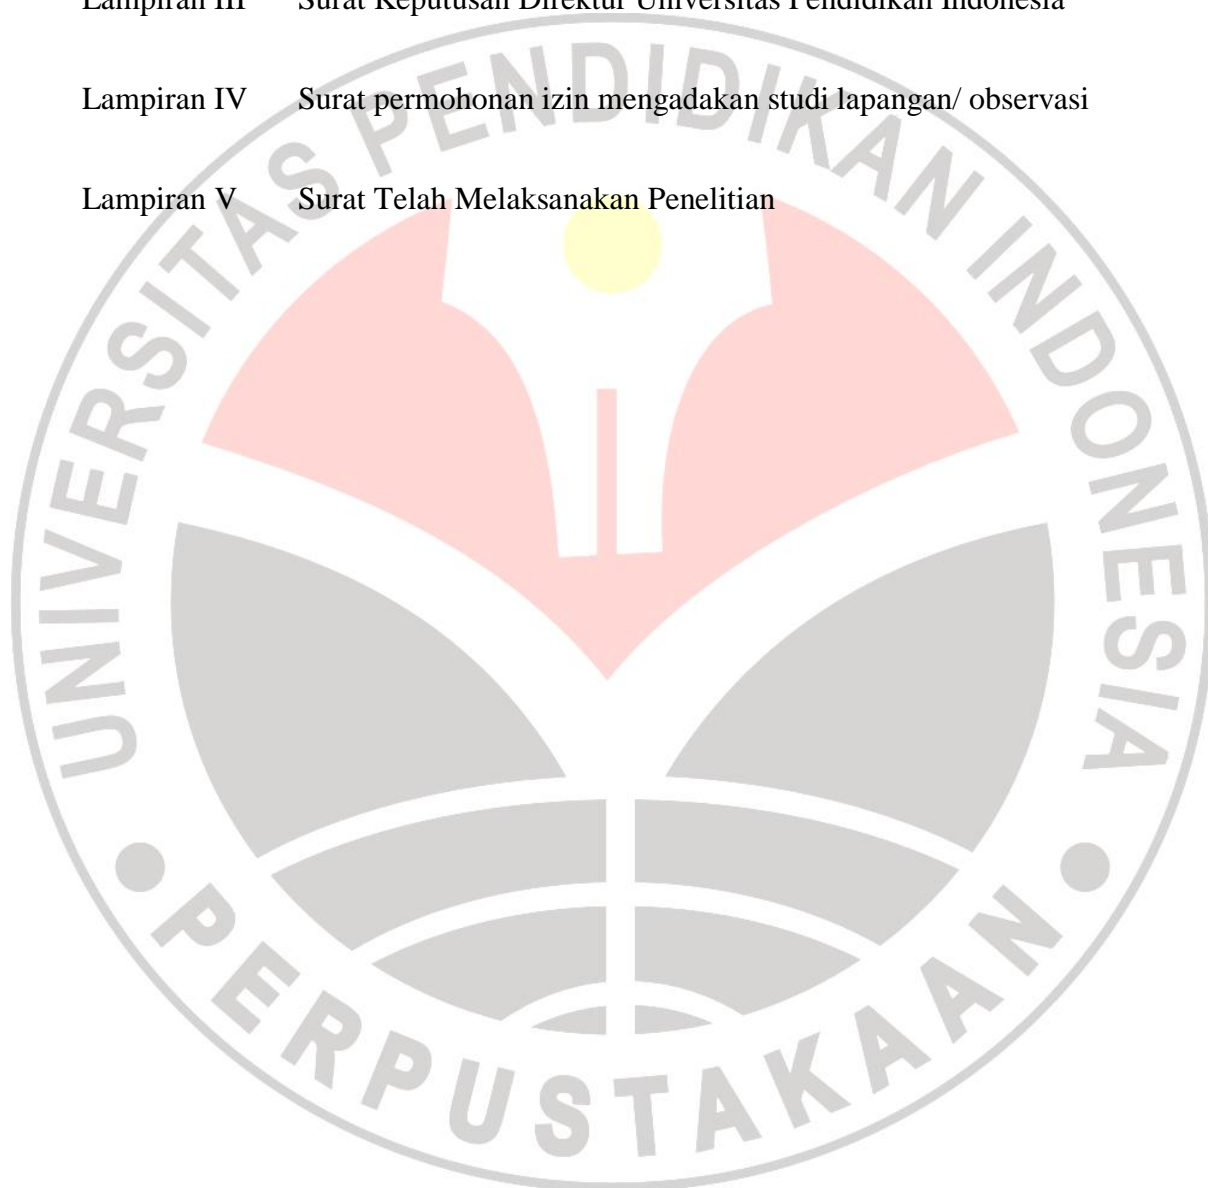 Lampiran III Surat Keputusan Direktur Universitas Pendidikan Indonesia
Lampiran IV Surat permohonan izin mengadakan studi lapangan/ observasi
Lampiran V Surat Telah Melaksanakan Penelitian
UNIVERSITAS PENDIDIKAN INDONESIA
PERPUSTAKAAN